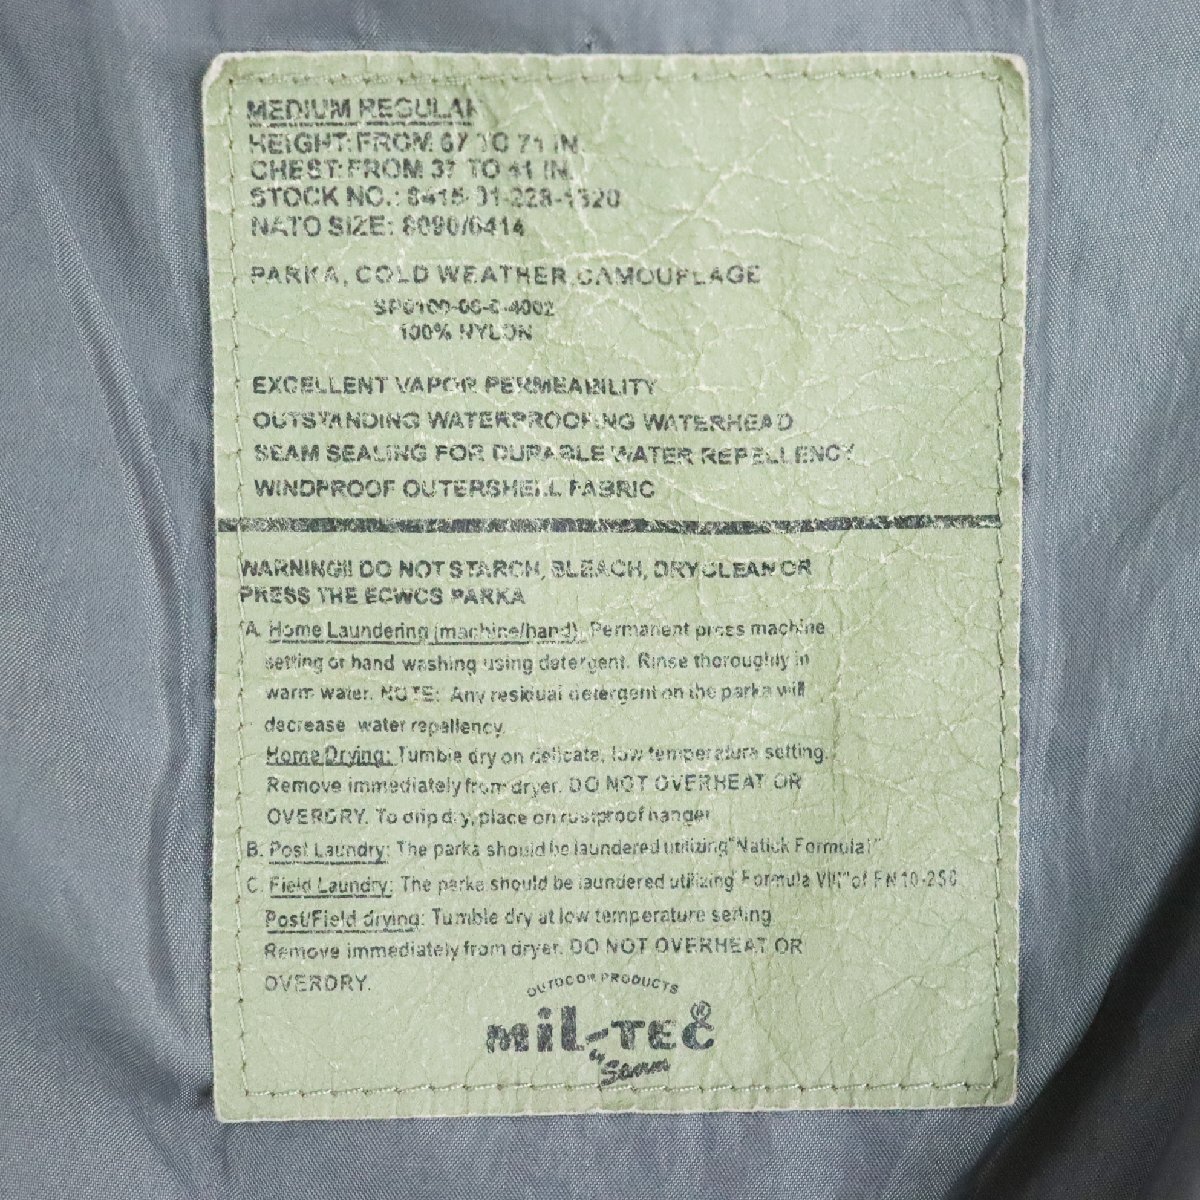 MEDIUM REGULAR
HEIGHT: FROM 67 TO 71 IN.
CHEST: FROM 37 TO 41 IN.
STOCK NO.: 8415-01-228-1320
NATO SIZE: 8090/0414
PARKA, COLD WEATHER, CAMOUFLAGE
100% NYLON
EXCELLENT VAPOR PERMEABILITY
OUTSTANDING WATERPROOFING WATERHEAD
SEAM SEALING FOR DURABLE WATER REPELLENCY
WINDPROOF OUTERSHELL FABRIC
WARNING!! DO NOT STARCH, BLEACH, DRYCLEAN OR
PRESS THE ECWCS PARKA
A. Home Laundering (machine/hand). Permanent press machine
setting or hand washing using detergent. Rinse thoroughly in
warm water. NOTE: Any residual detergent on the parka will
decrease water repellency.
Home Drying: Tumble dry on delicate, low temperature setting.
Remove immediately from dryer. DO NOT OVERHEAT OR
OVERDRY. To drip dry, place on rustproof hanger
B. Post Laundry: The parka should be laundered utilizing "Natick Formula I"
C. Field Laundry: The parka should be laundered utilizing "Formula VIII" of
Post/Field drying: Tumble dry at low temperature setting
Remove immediately from dryer. DO NOT OVERHEAT OR
OVERDRY.
OUTDOOR PRODUCTS
MIL-TEC®
by Sturm